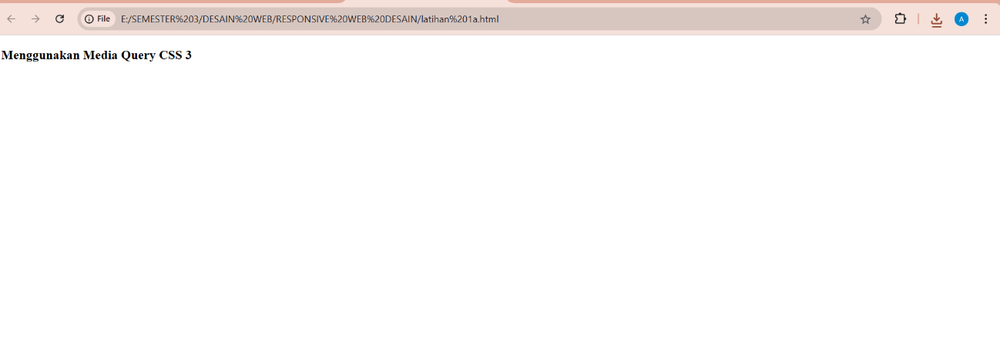 File E:/SEMESTER%203/DESAIN%20WEB/RESPONSIVE%20WEB%20DESAIN/latihan%201a.html A
Menggunakan Media Query CSS 3